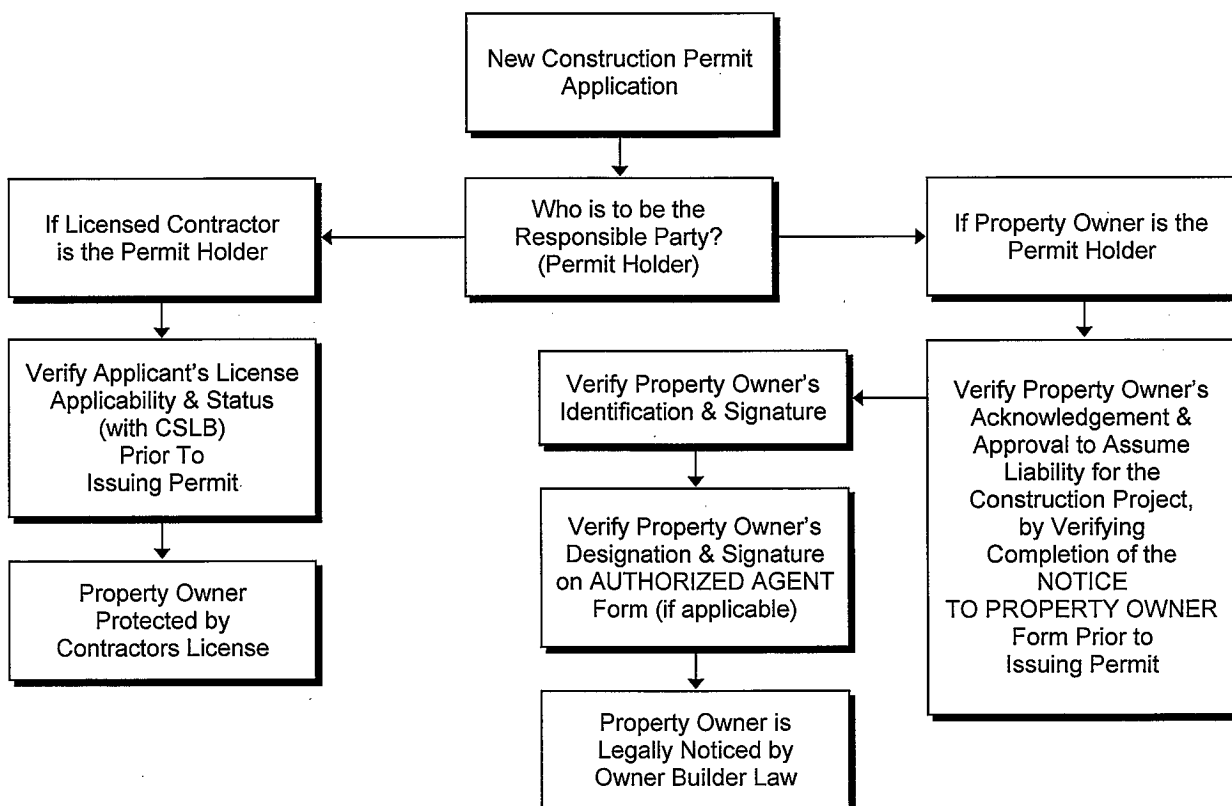 New Construction Permit
Application
Who is to be the
Responsible Party?
(Permit Holder)
If Licensed Contractor
is the Permit Holder
Verify Applicant's License
Applicability & Status
(with CSLB)
Prior To
Issuing Permit
Property Owner
Protected by
Contractors License
If Property Owner is the
Permit Holder
Verify Property Owner's
Acknowledgement &
Approval to Assume
Liability for the
Construction Project,
by Verifying
Completion of the
NOTICE
TO PROPERTY OWNER
Form Prior to
Issuing Permit
Verify Property Owner's
Identification & Signature
Verify Property Owner's
Designation & Signature
on AUTHORIZED AGENT
Form (if applicable)
Property Owner is
Legally Noticed by
Owner Builder Law